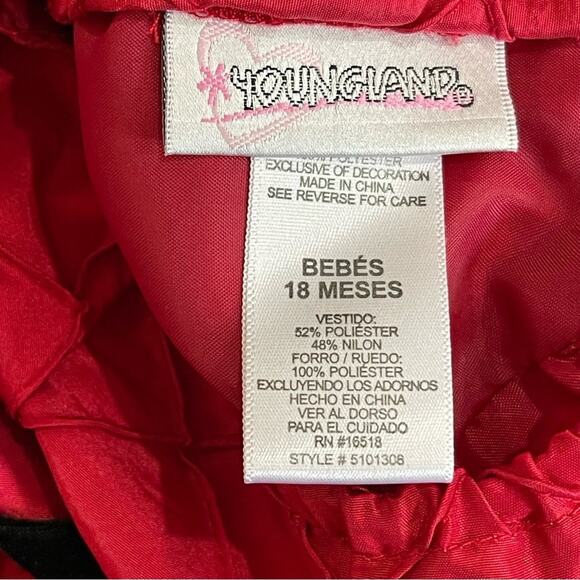 YOUNGLAND®
POLYESTER
EXCLUSIVE OF DECORATION
MADE IN CHINA
SEE REVERSE FOR CARE
BEBÉS
18 MESES
VESTIDO:
52% POLIÉSTER
48% NILON
FORRO / RUEDO:
100% POLIÉSTER
EXCLUYENDO LOS ADORNOS
HECHO EN CHINA
VER AL DORSO
PARA EL CUIDADO
RN #16518
STYLE # 5101308